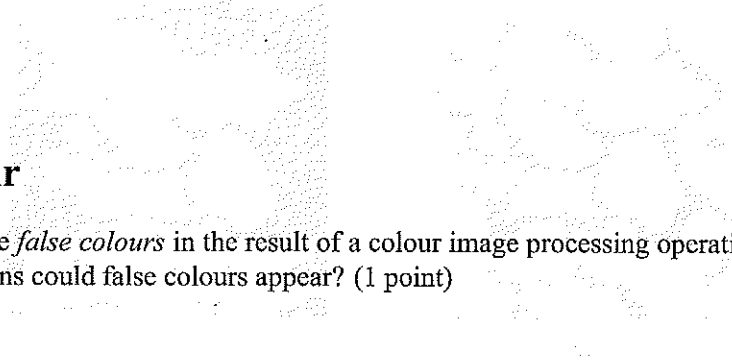 r
e false colours in the result of a colour image processing operati
ns could false colours appear? (1 point)